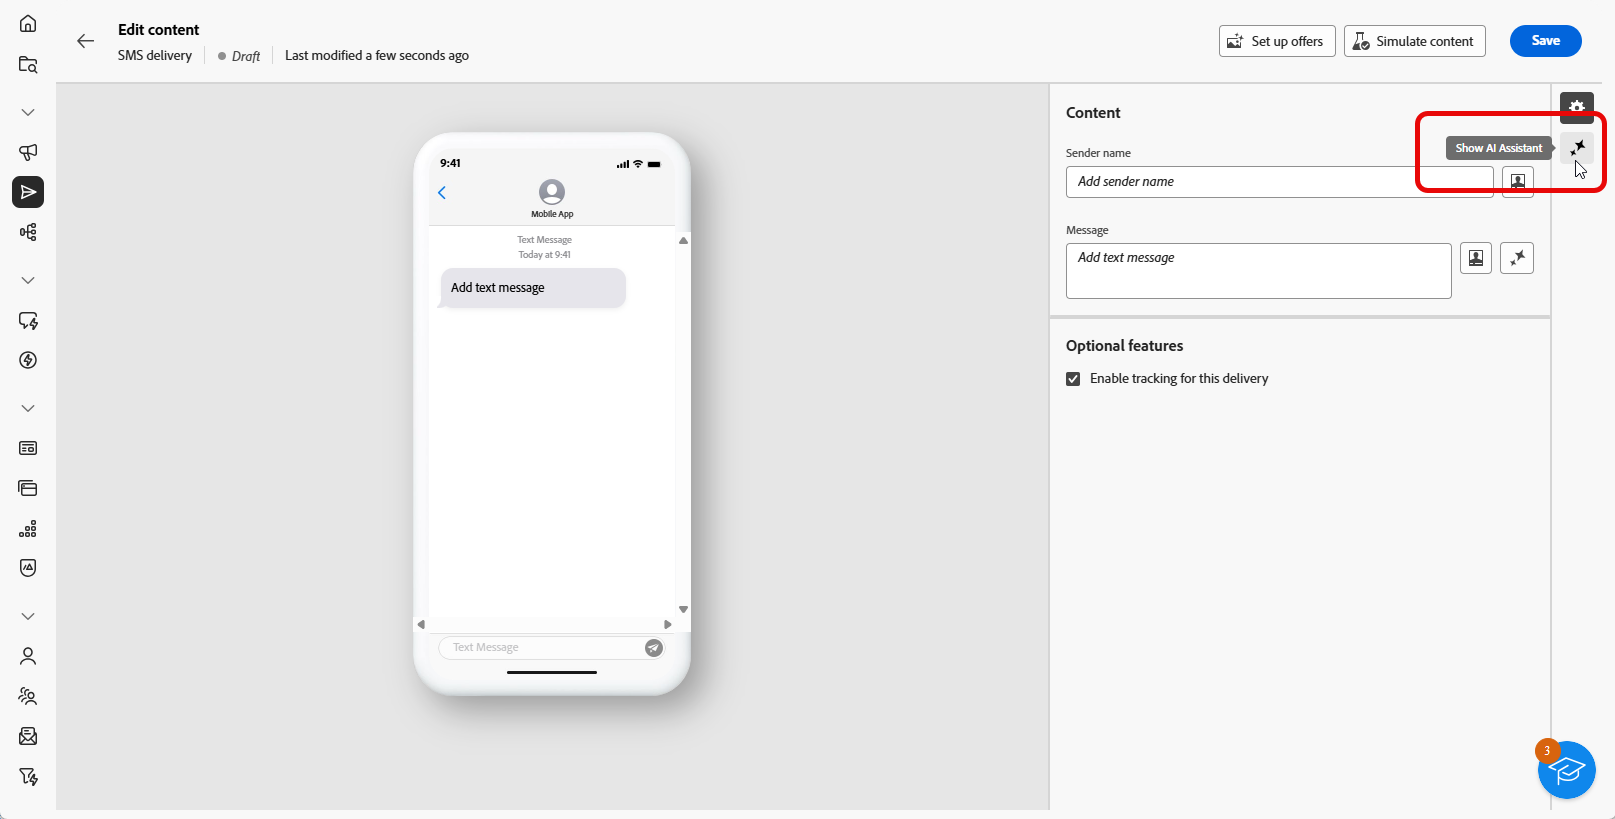 Edit content
SMS delivery
Draft
Last modified a few seconds ago
Set up offers
Simulate content
Save
9:41
Mobile App
Text Message
Today at 9:41
Add text message
Text Message
Content
Show AI Assistant
Sender name
Add sender name
Message
Add text message
Optional features
Enable tracking for this delivery
3